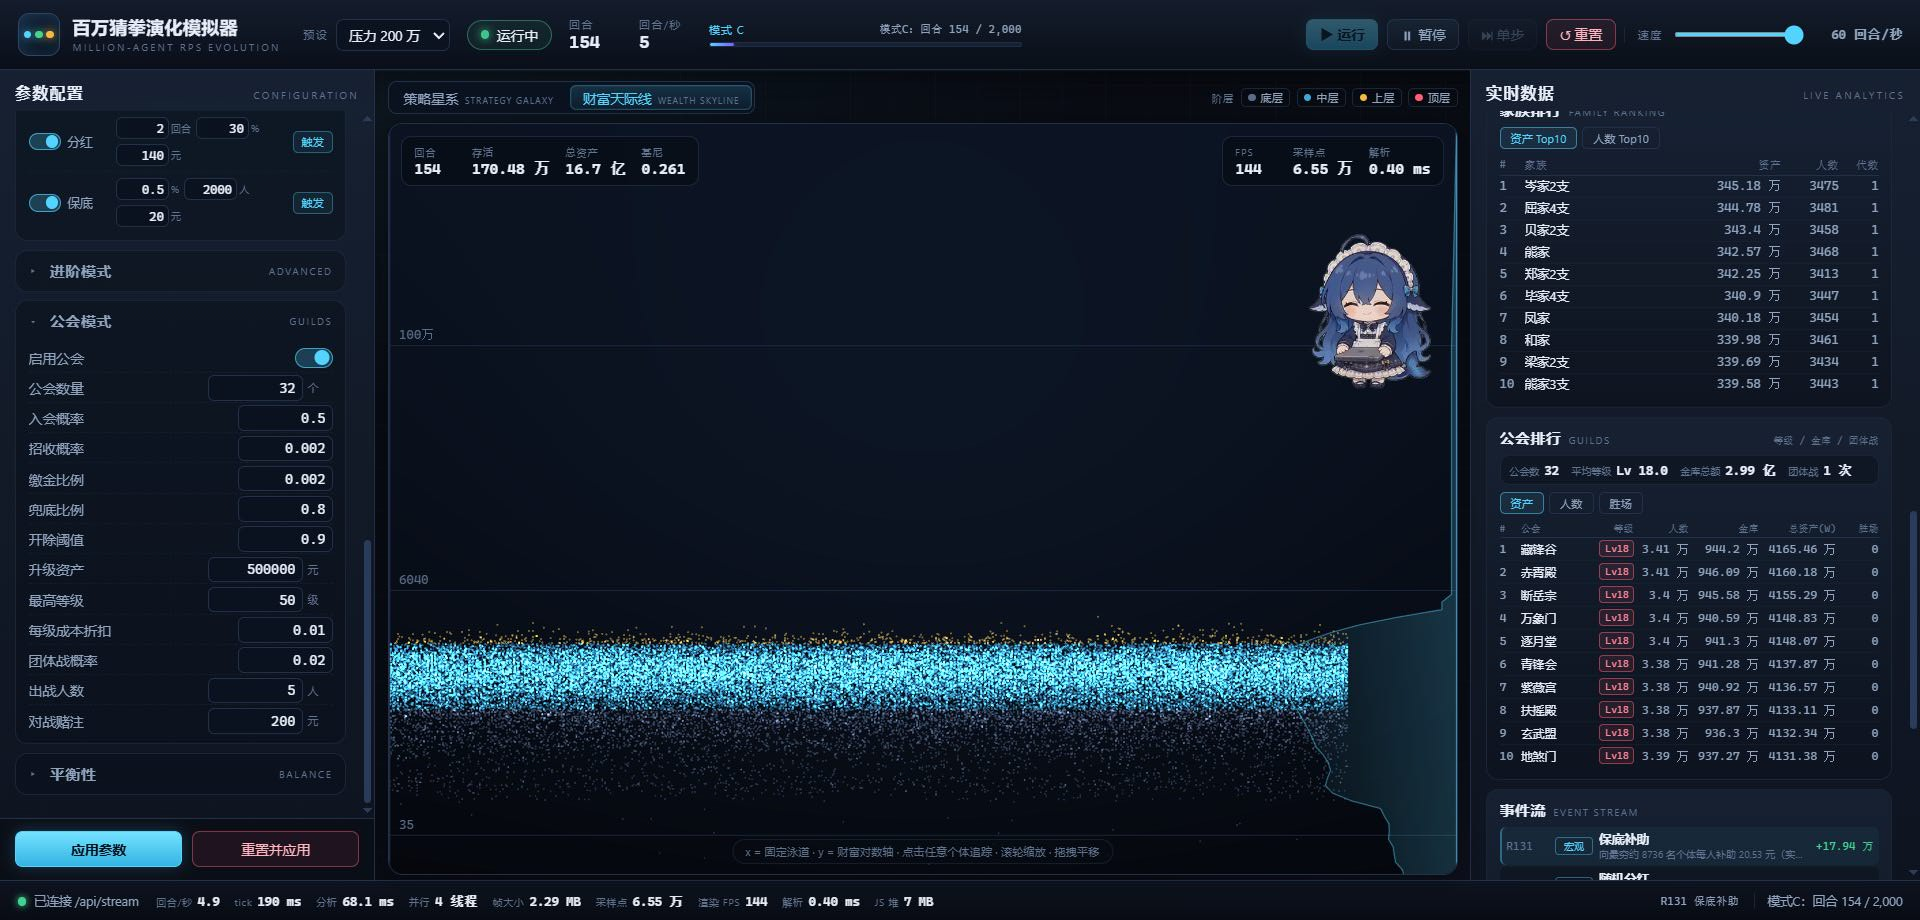 百万猜拳演化模拟器
MILLION-AGENT RPS EVOLUTION
预设 压力 200 万 运行中
回合 154
回合/秒 5
模式 C 模式C: 回合 154 / 2,000
运行 暂停 单步 重置 速度 60 回合/秒
参数配置 CONFIGURATION
分红 2 回合 30 % 触发
140 元
保底 0.5 % 2000 人 触发
20 元
进阶模式 ADVANCED
公会模式 GUILDS
启用公会
公会数量 32 个
入会概率 0.5
招收概率 0.002
缴金比例 0.002
兜底比例 0.8
开除阈值 0.9
升级资产 500000 元
最高等级 50 级
每级成本折扣 0.01
团体战概率 0.02
出战人数 5 人
对战赌注 200 元
平衡性 BALANCE
应用参数 重置并应用
策略星系 STRATEGY GALAXY 财富天际线 WEALTH SKYLINE
阶层 底层 中层 上层 顶层
回合 存活 总资产 基尼
154 170.48 万 16.7 亿 0.261
FPS 采样点 解析
144 6.55 万 0.40 ms
100万
6040
35
x = 固定泳道 · y = 财富对数轴 · 点击任意个体追踪 · 滚轮缩放 · 拖拽平移
实时数据 LIVE ANALYTICS
家族排行 FAMILY RANKING
资产 Top10 人数 Top10
# 家族 资产 人数 代数
1 岑家2支 345.18 万 3475 1
2 屈家4支 344.78 万 3481 1
3 贝家2支 343.4 万 3458 1
4 熊家 342.57 万 3468 1
5 郑家2支 342.25 万 3413 1
6 毕家4支 340.9 万 3447 1
7 凤家 340.18 万 3454 1
8 和家 339.98 万 3461 1
9 梁家2支 339.69 万 3434 1
10 熊家3支 339.58 万 3443 1
公会排行 GUILDS 等级 / 金库 / 团体战
公会数 32 平均等级 Lv 18.0 金库总额 2.99 亿 团体战 1 次
资产 人数 胜场
# 公会 等级 人数 金库 总资产(W) 胜场
1 藏锋谷 Lv18 3.41 万 944.2 万 4165.46 万 0
2 赤霄殿 Lv18 3.41 万 946.09 万 4160.18 万 0
3 断岳宗 Lv18 3.4 万 945.58 万 4155.29 万 0
4 万象门 Lv18 3.4 万 940.59 万 4148.83 万 0
5 逐月堂 Lv18 3.4 万 941.3 万 4148.07 万 0
6 青锋会 Lv18 3.38 万 941.28 万 4137.87 万 0
7 紫薇宫 Lv18 3.38 万 940.92 万 4136.57 万 0
8 扶摇殿 Lv18 3.38 万 937.87 万 4133.11 万 0
9 玄武盟 Lv18 3.38 万 936.3 万 4132.34 万 0
10 地煞门 Lv18 3.39 万 937.27 万 4131.38 万 0
事件流 EVENT STREAM
R131 宏观 保底补助 +17.94 万
向最穷约 8736 名个体每人补助 20.53 元（实…
随机分红
已连接 /api/stream 回合/秒 4.9 tick 190 ms 分析 68.1 ms 并行 4 线程 帧大小 2.29 MB 采样点 6.55 万 渲染 FPS 144 解析 0.40 ms JS 堆 7 MB
R131 保底补助 模式C: 回合 154 / 2,000